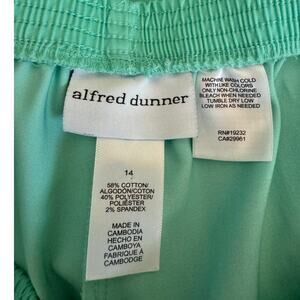 alfred dunner
14
58% COTTON/
ALGODÓN/COTON
40% POLYESTER/
POLIÉSTER
2% SPANDEX
MADE IN
CAMBODIA
HECHO EN
CAMBOYA
FABRIQUÉ À
CAMBODGE
MACHINE WASH COLD
WITH LIKE COLORS
ONLY NON-CHLORINE
BLEACH WHEN NEEDED
TUMBLE DRY LOW
LOW IRON AS NEEDED
RN#19232
CA#29961